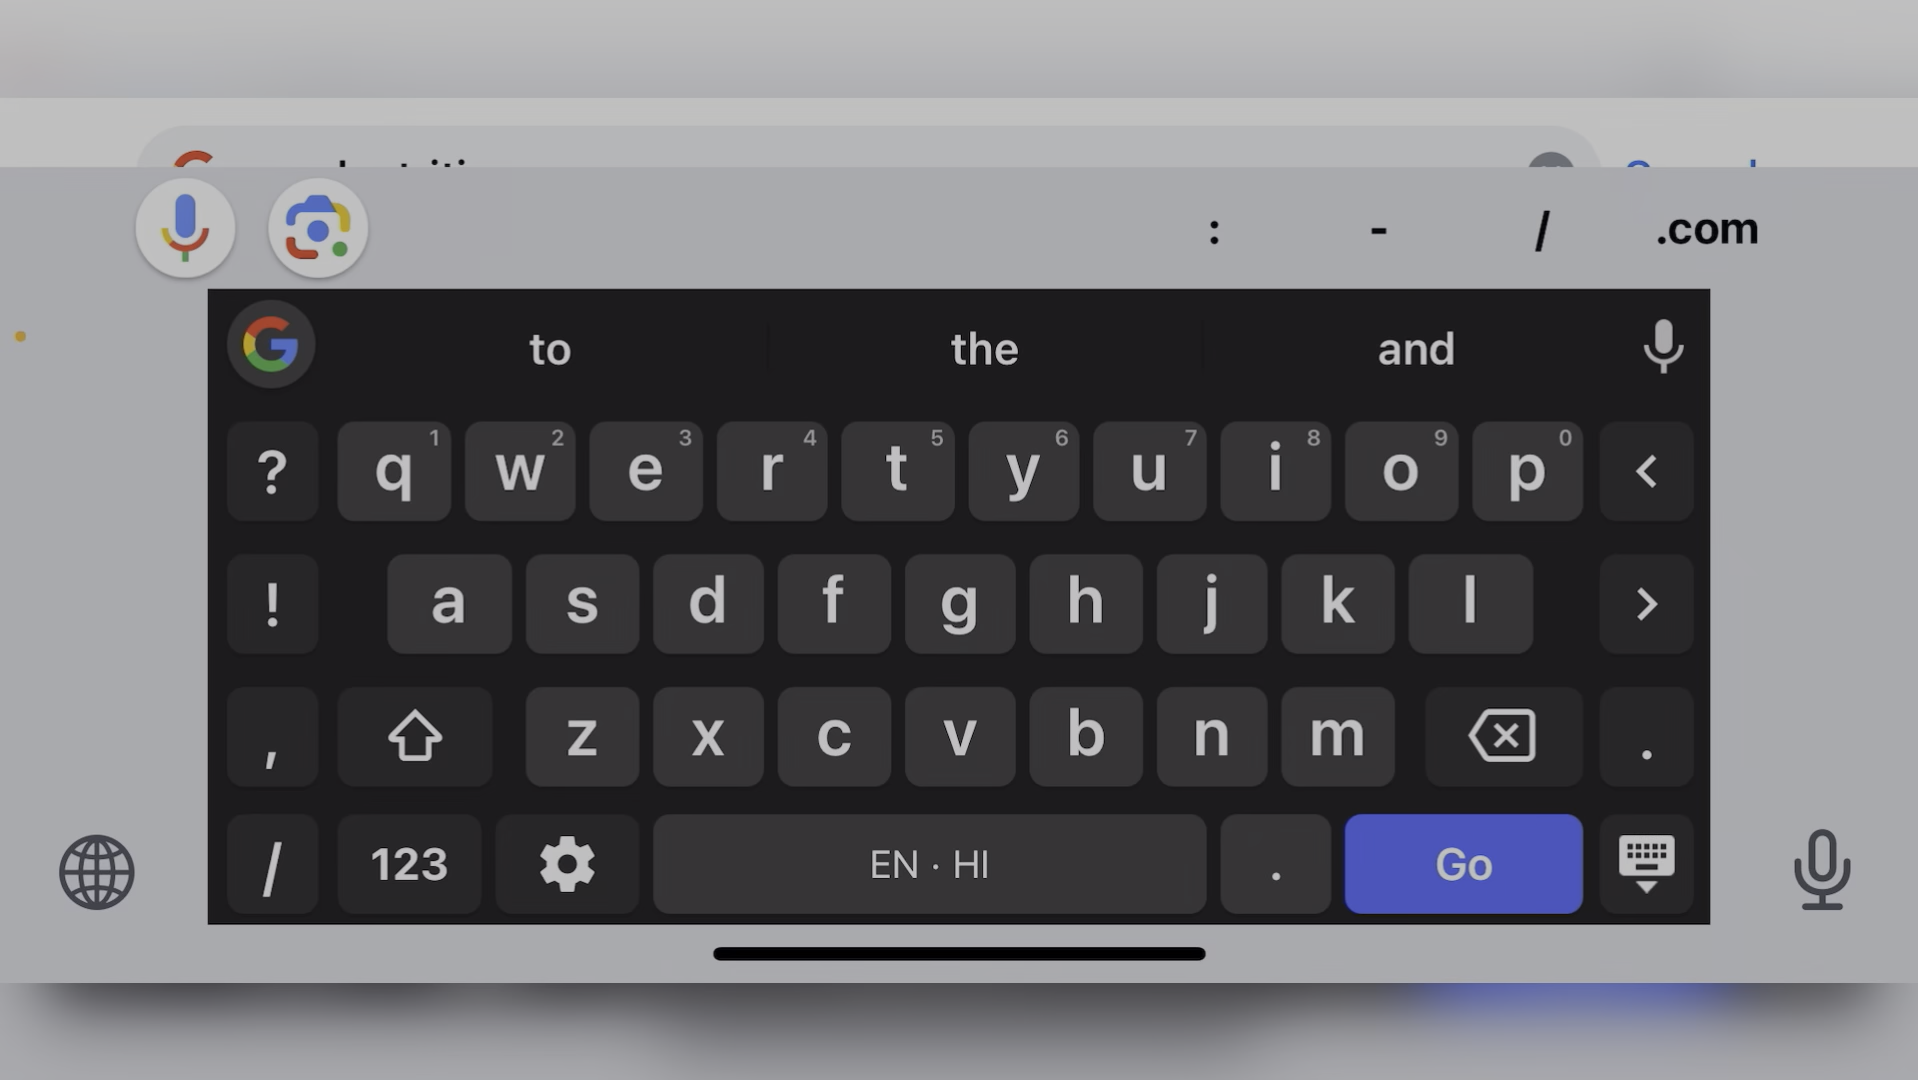 : - / .com
to the and
? q 1 w 2 e 3 r 4 t 5 y 6 u 7 i 8 o 9 p 0 <
! a s d f g h j k l >
, z x c v b n m .
/ 123 EN · HI . Go